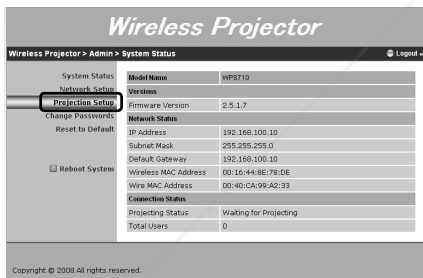 Wireless Projector
Wireless Projector > Admin > System Status
Logout »
System Status
Network Setup
Projection Setup
Change Passwords
Reset to Default
Reboot System
Model Name WP8710
Versions
Firmware Version 2.5.1.7
Network Status
IP Address 192.168.100.10
Subnet Mask 255.255.255.0
Default Gateway 192.168.100.10
Wireless MAC Address 00:16:44:8E:78:DE
Wire MAC Address 00:40:CA:99:A2:33
Connection Status
Projecting Status Waiting for Projecting
Total Users 0
Copyright © 2008 All rights reserved.